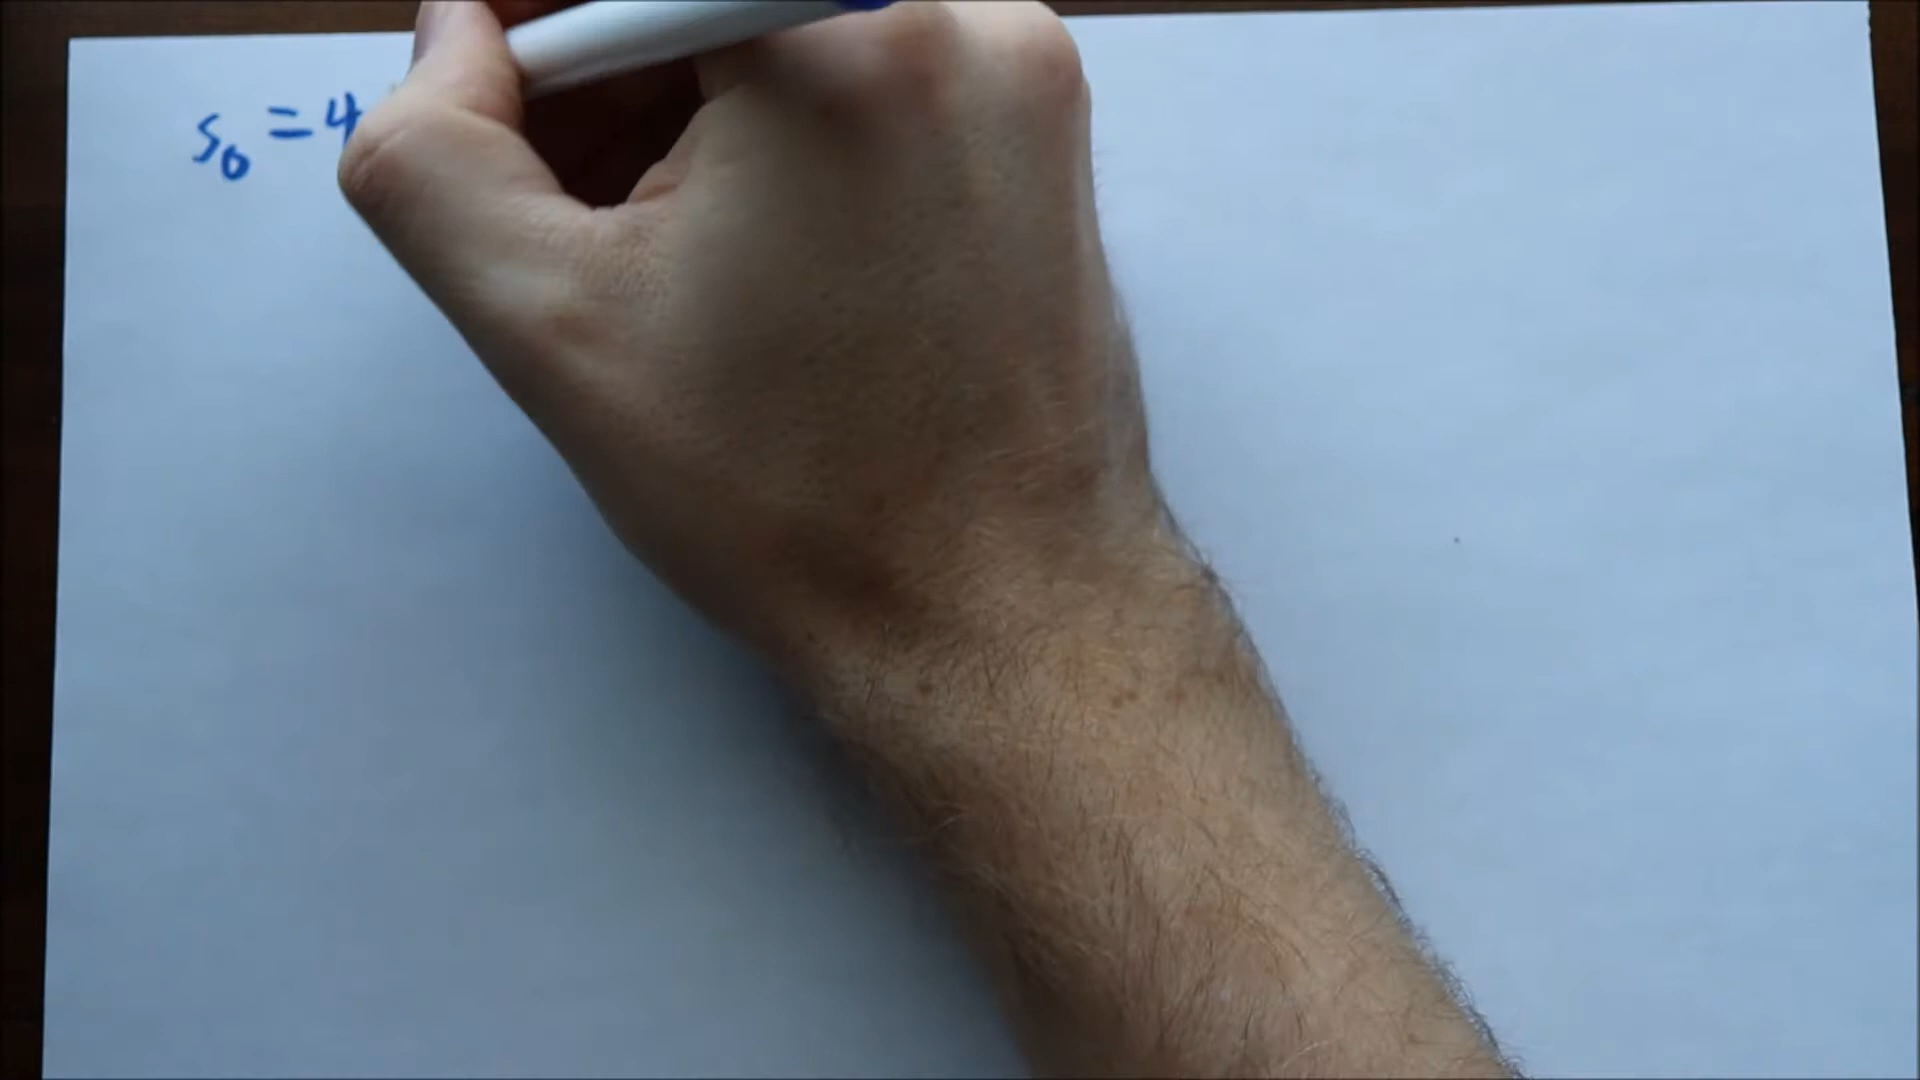 s₀ = 4